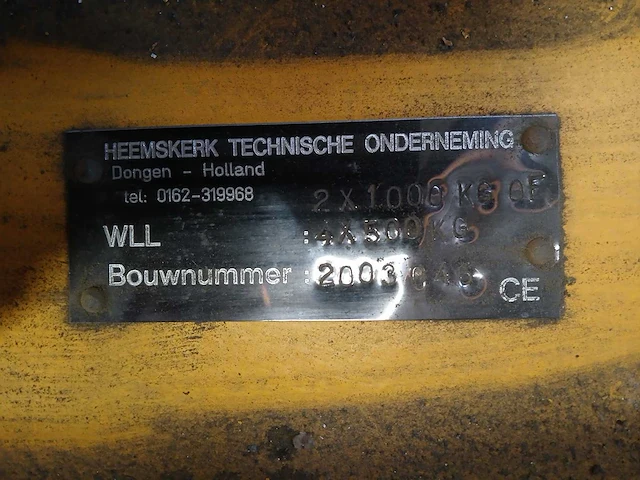 HEEMSKERK TECHNISCHE ONDERNEMING
Dongen - Holland
tel: 0162-319968
2 X 1000 KG OF
WLL : 4 X 500 KG
Bouwnummer : 2003
CE